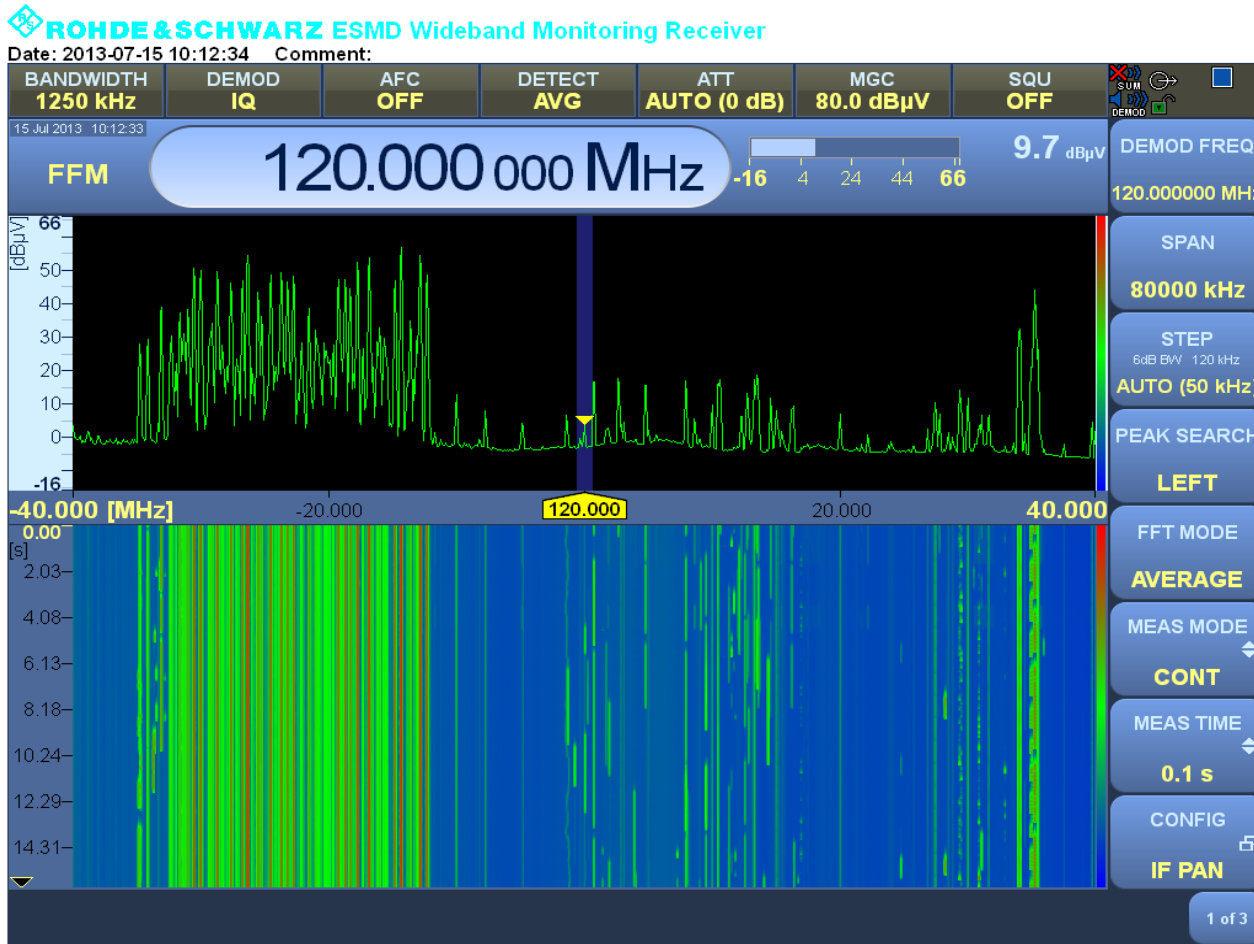 ROHDE & SCHWARZ ESMD Wideband Monitoring Receiver
Date: 2013-07-15 10:12:34 Comment:
BANDWIDTH DEMOD AFC DETECT ATT MGC SQU
1250 kHz IQ OFF AVG AUTO (0 dB) 80.0 dBµV OFF
SUM
DEMOD
15 Jul 2013 10:12:33
FFM
120.000 000 MHz
-16 4 24 44 66
9.7 dBµV
DEMOD FREQ
120.000000 MHz
[dBµV]
66
50
40
30
20
10
0
-16
SPAN
80000 kHz
STEP
6dB BW 120 kHz
AUTO (50 kHz)
PEAK SEARCH
LEFT
-40.000 [MHz] -20.000 120.000 20.000 40.000
0.00
[s]
2.03
4.08
6.13
8.18
10.24
12.29
14.31
FFT MODE
AVERAGE
MEAS MODE
CONT
MEAS TIME
0.1 s
CONFIG
IF PAN
1 of 3